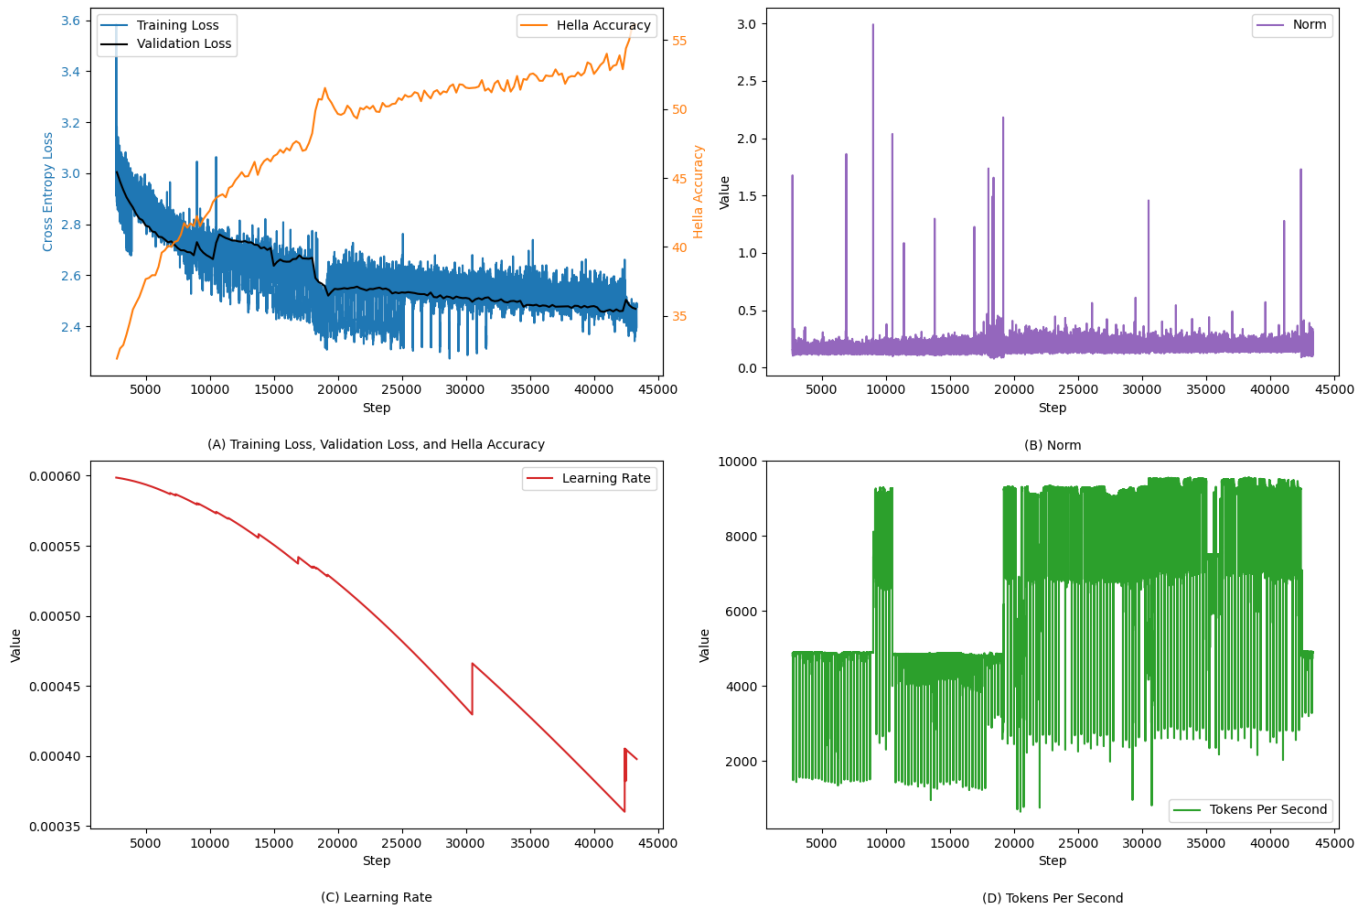 Training Loss
Validation Loss
Hella Accuracy
3.6
3.4
3.2
3.0
2.8
2.6
2.4
Cross Entropy Loss
55
50
45
40
35
Hella Accuracy
5000 10000 15000 20000 25000 30000 35000 40000 45000
Step
(A) Training Loss, Validation Loss, and Hella Accuracy
Norm
3.0
2.5
2.0
1.5
1.0
0.5
0.0
Value
5000 10000 15000 20000 25000 30000 35000 40000 45000
Step
(B) Norm
Learning Rate
0.00060
0.00055
0.00050
0.00045
0.00040
0.00035
Value
5000 10000 15000 20000 25000 30000 35000 40000 45000
Step
(C) Learning Rate
10000
8000
6000
4000
2000
Value
Tokens Per Second
5000 10000 15000 20000 25000 30000 35000 40000 45000
Step
(D) Tokens Per Second